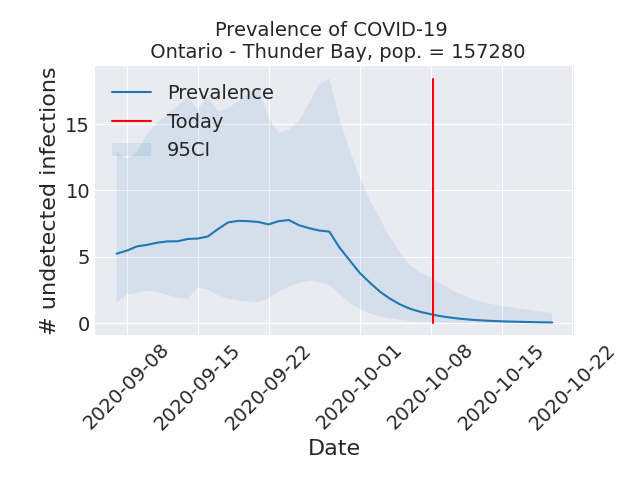 Prevalence of COVID-19
Ontario - Thunder Bay, pop. = 157280
# undetected infections
15
10
5
0
Prevalence
Today
95CI
2020-09-08
2020-09-15
2020-09-22
2020-10-01
2020-10-08
2020-10-15
2020-10-22
Date